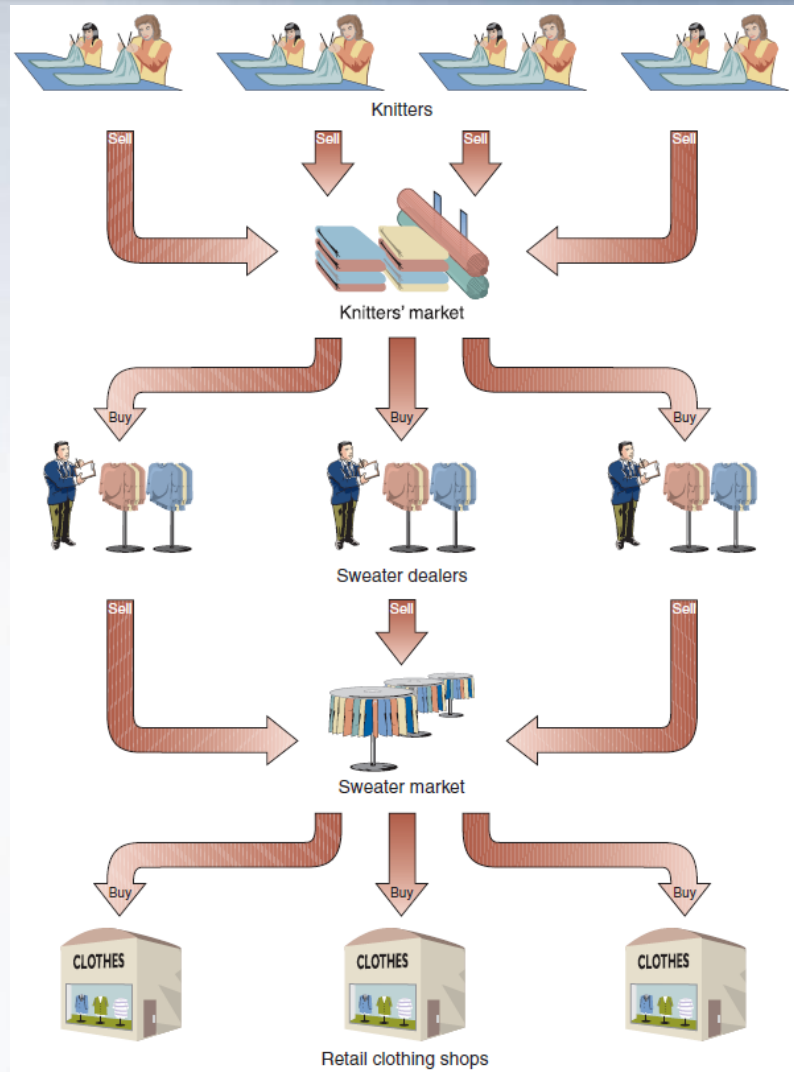 Knitters
Sell Sell Sell Sell
Knitters' market
Buy Buy Buy
Sweater dealers
Sell Sell Sell
Sweater market
Buy Buy Buy
CLOTHES CLOTHES CLOTHES
Retail clothing shops